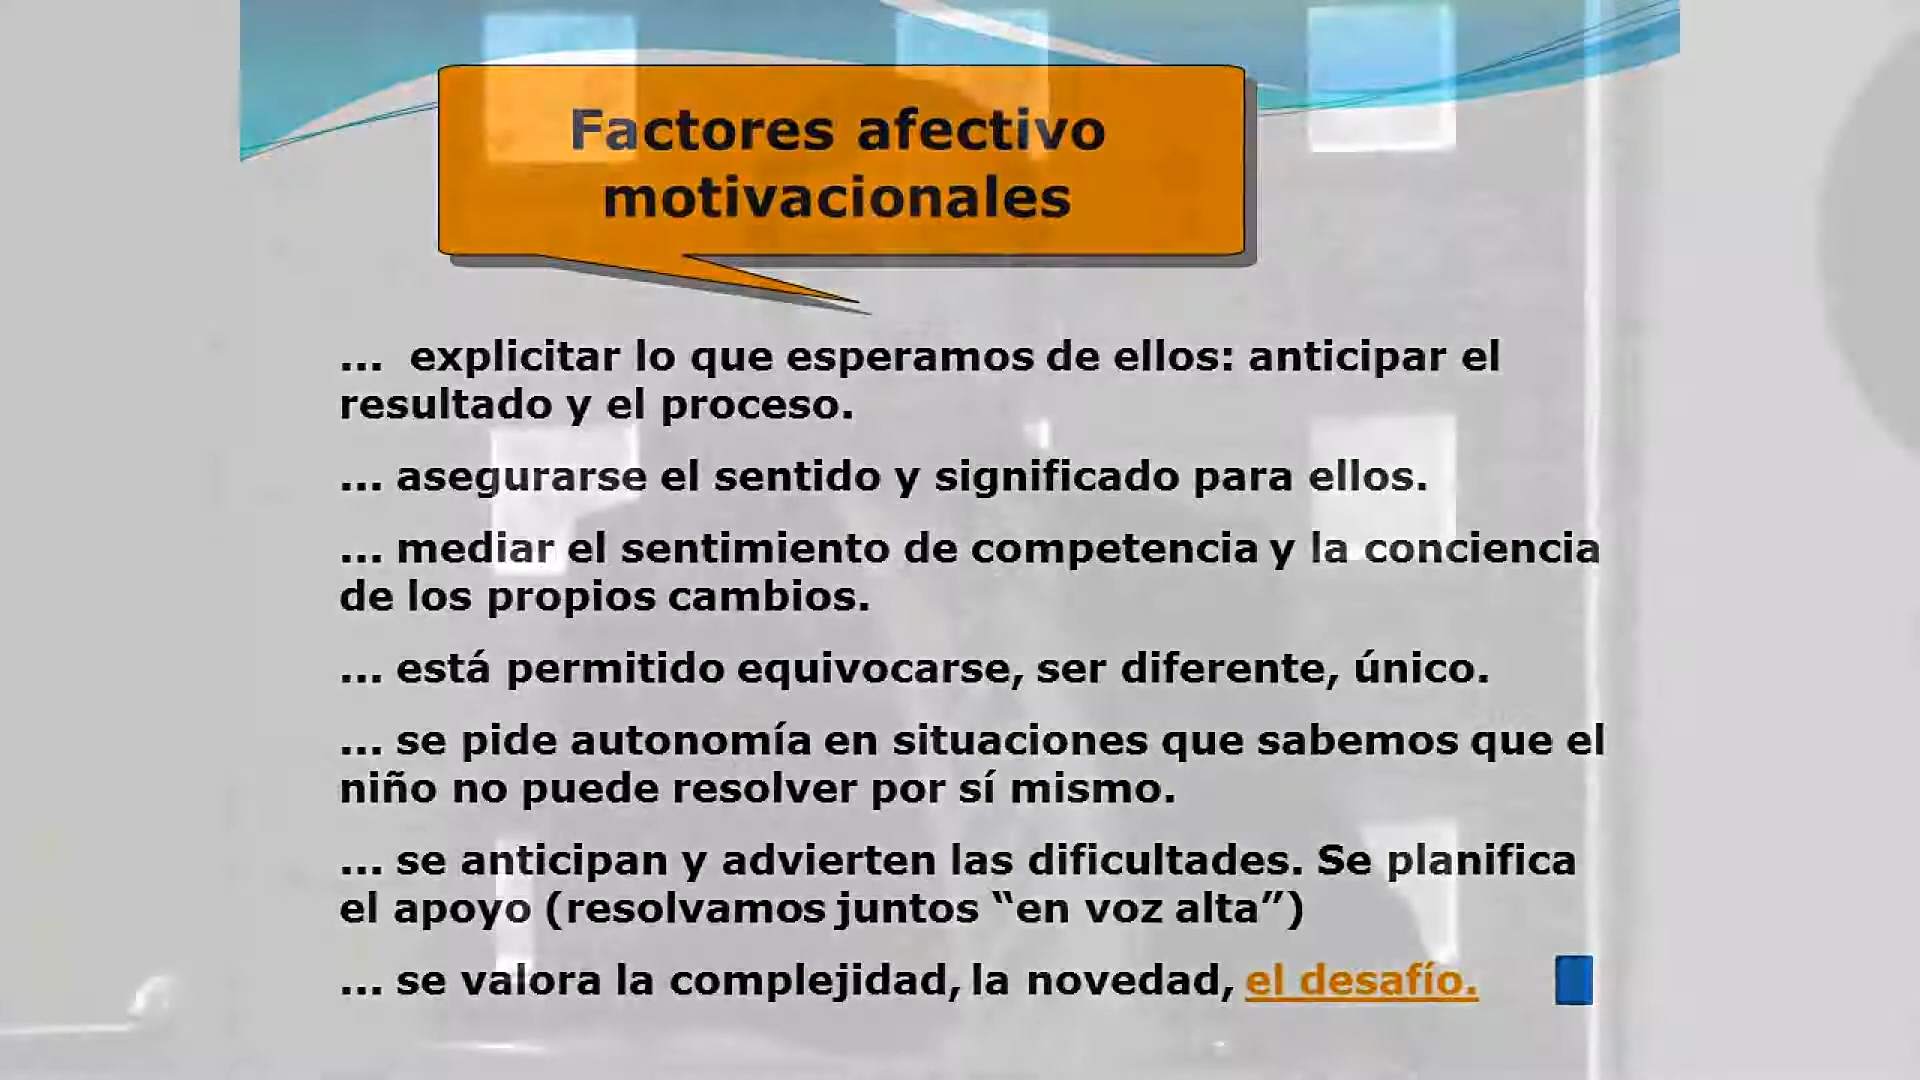 Factores afectivo
motivacionales
... explicitar lo que esperamos de ellos: anticipar el
resultado y el proceso.
... asegurarse el sentido y significado para ellos.
... mediar el sentimiento de competencia y la conciencia
de los propios cambios.
... está permitido equivocarse, ser diferente, único.
... se pide autonomía en situaciones que sabemos que el
niño no puede resolver por sí mismo.
... se anticipan y advierten las dificultades. Se planifica
el apoyo (resolvamos juntos “en voz alta”)
... se valora la complejidad, la novedad, el desafío.